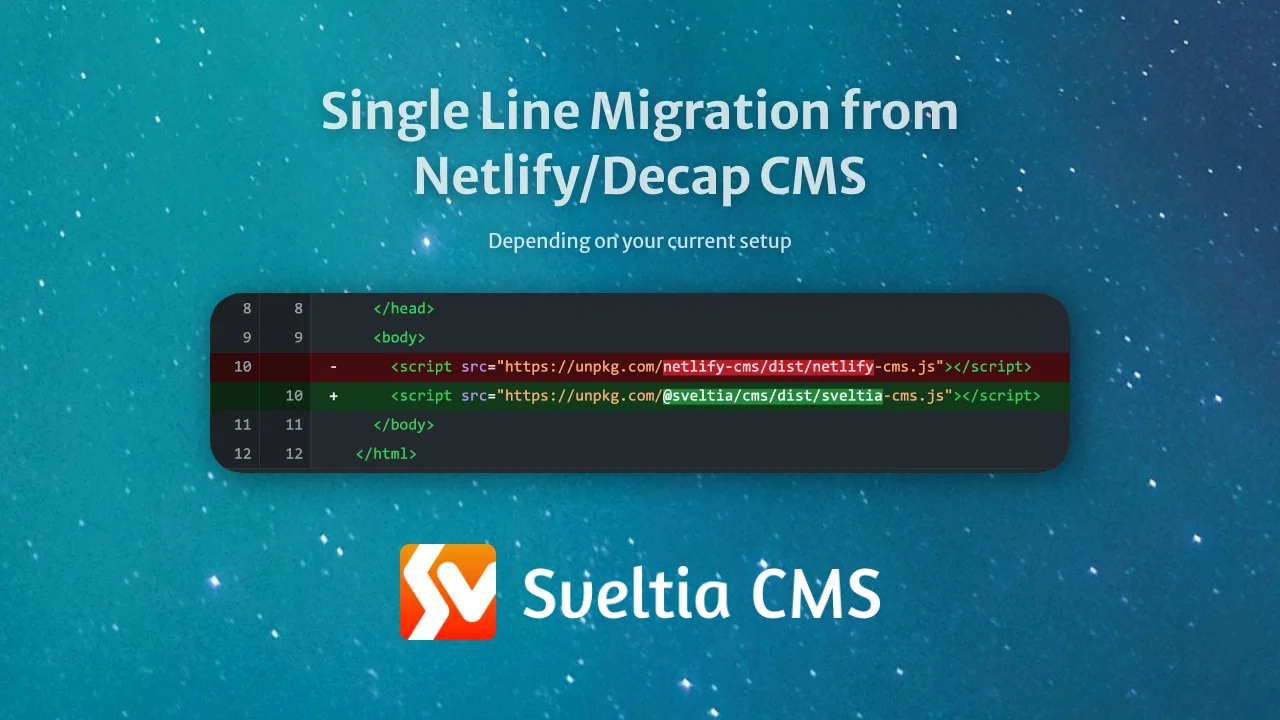 Single Line Migration from
Netlify/Decap CMS
Depending on your current setup
8 8 </head>
9 9 <body>
10 - <script src="https://unpkg.com/netlify-cms/dist/netlify-cms.js"></script>
10 + <script src="https://unpkg.com/@sveltia/cms/dist/sveltia-cms.js"></script>
11 11 </body>
12 12 </html>
Sveltia CMS